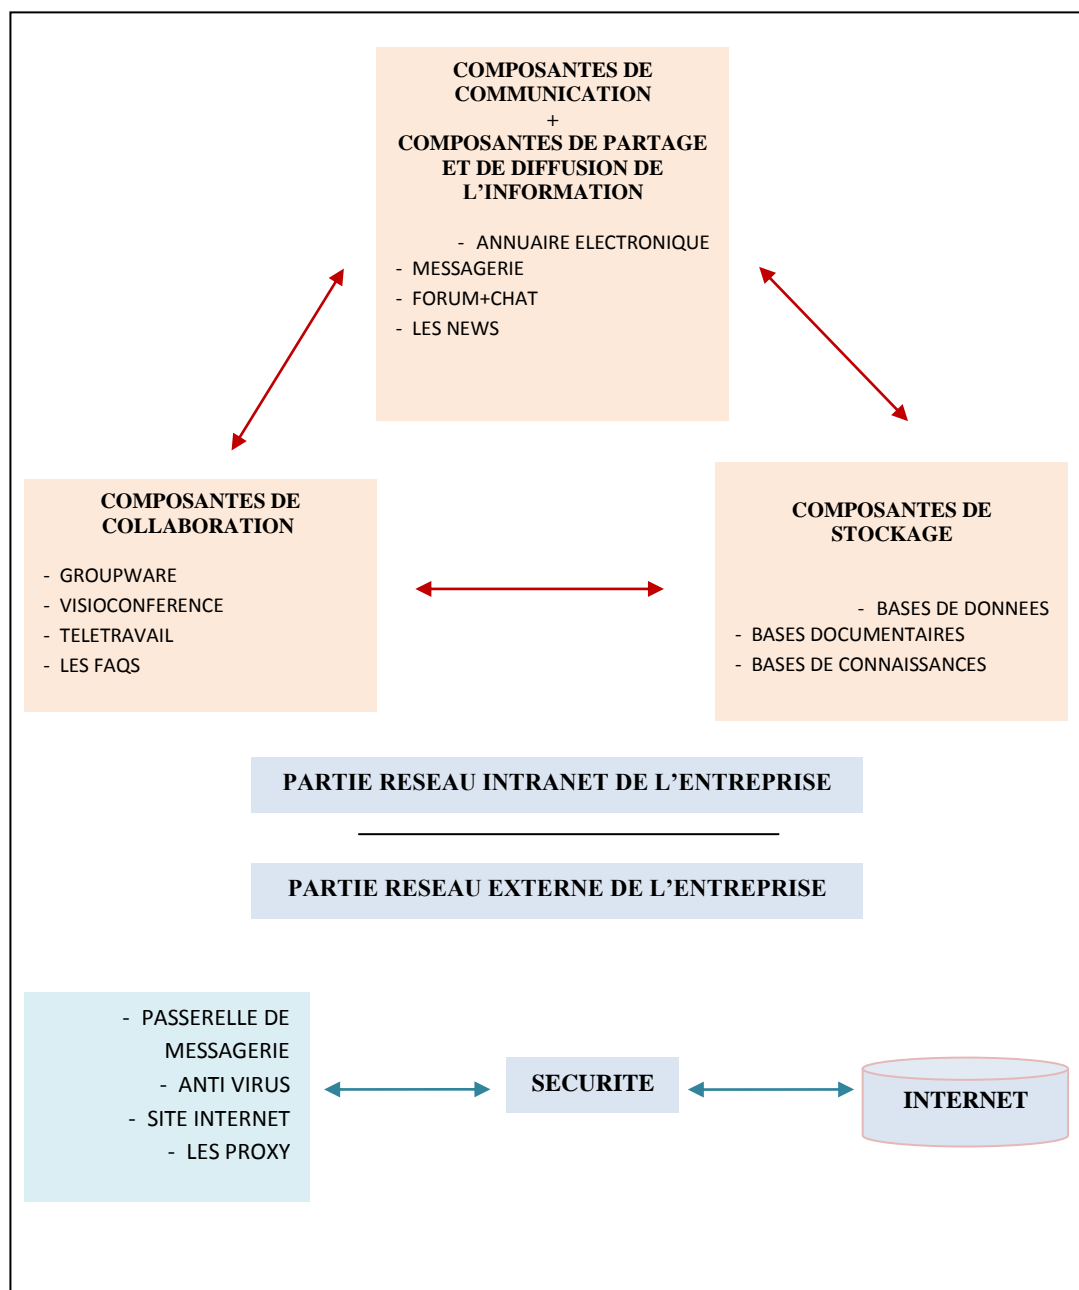 COMPOSANTES DE
COMMUNICATION
+
COMPOSANTES DE PARTAGE
ET DE DIFFUSION DE
L’INFORMATION
- ANNUAIRE ELECTRONIQUE
- MESSAGERIE
- FORUM+CHAT
- LES NEWS
COMPOSANTES DE
COLLABORATION
- GROUPWARE
- VISIOCONFERENCE
- TELETRAVAIL
- LES FAQS
COMPOSANTES DE
STOCKAGE
- BASES DE DONNEES
- BASES DOCUMENTAIRES
- BASES DE CONNAISSANCES
PARTIE RESEAU INTRANET DE L’ENTREPRISE
PARTIE RESEAU EXTERNE DE L’ENTREPRISE
- PASSERELLE DE
MESSAGERIE
- ANTI VIRUS
- SITE INTERNET
- LES PROXY
SECURITE
INTERNET